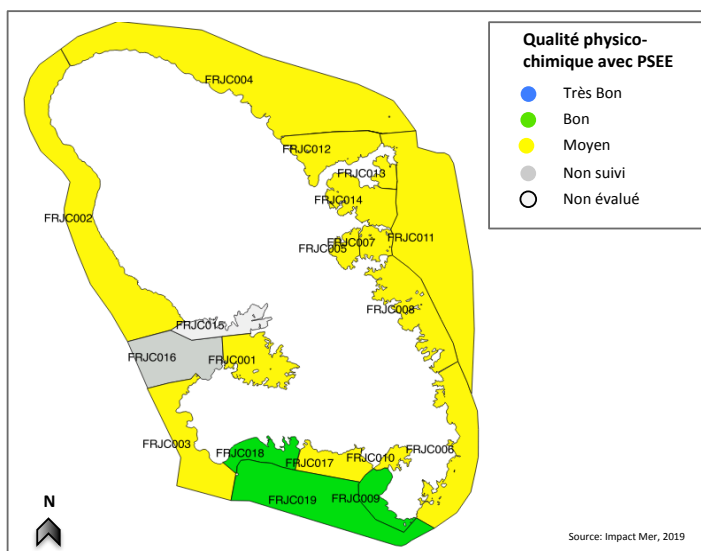 Qualité physico-
chimique avec PSEE
Très Bon
Bon
Moyen
Non suivi
Non évalué
FRJC004
FRJC012
FRJC013
FRJC014
FRJC002
FRJC007
FRJC011
FRJC005
FRJC008
FRJC015
FRJC016
FRJC001
FRJC003
FRJC018
FRJC017
FRJC010
FRJC006
FRJC019
FRJC009
N
Source: Impact Mer, 2019